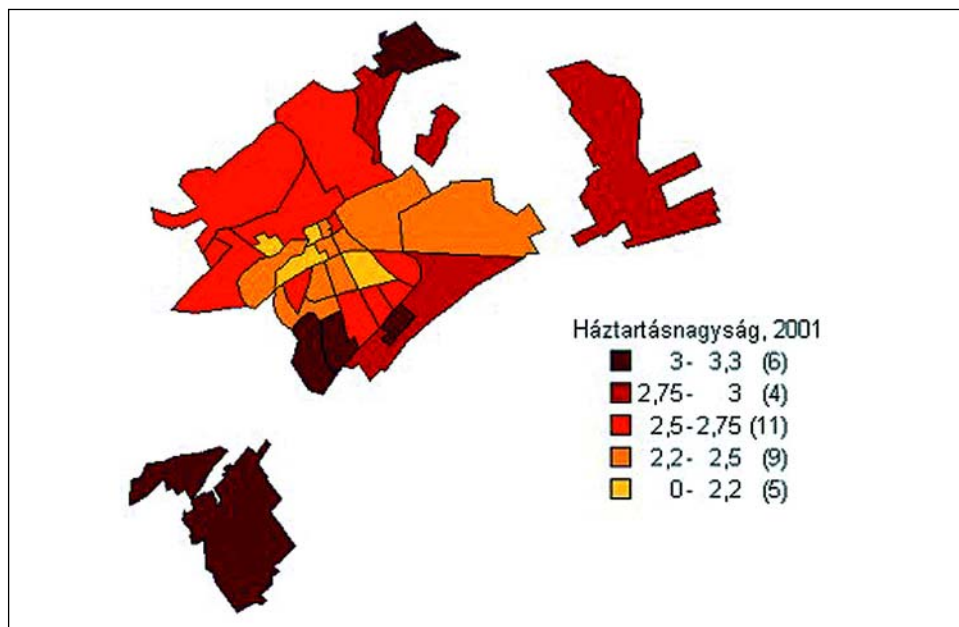 Háztartásnagyság, 2001
3- 3,3 (6)
2,75- 3 (4)
2,5-2,75 (11)
2,2- 2,5 (9)
0- 2,2 (5)